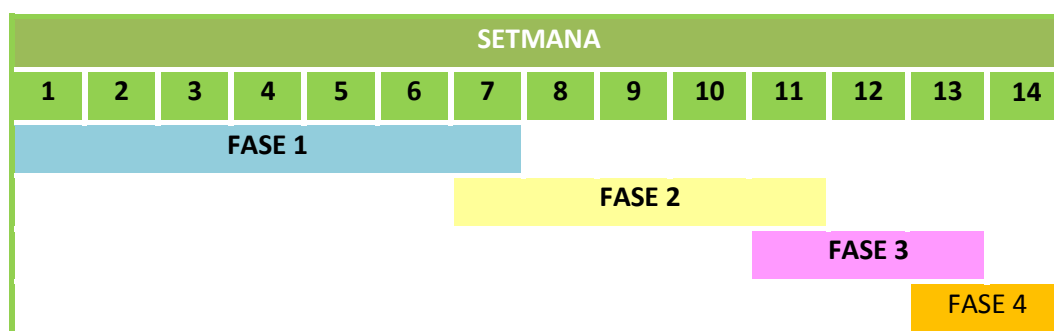 SETMANA
1 2 3 4 5 6 7 8 9 10 11 12 13 14
FASE 1
FASE 2
FASE 3
FASE 4